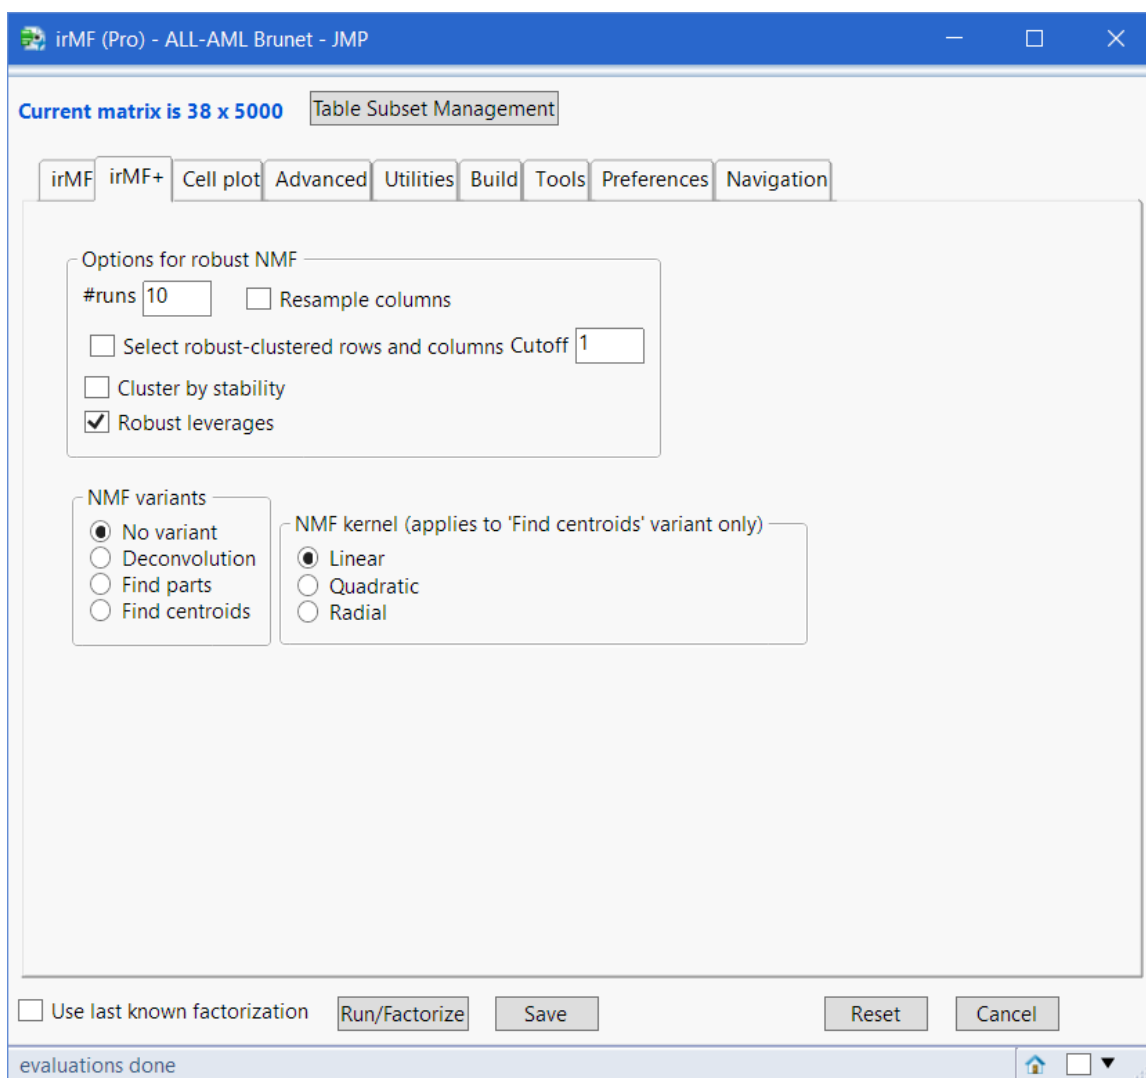 irMF (Pro) - ALL-AML Brunet - JMP
Current matrix is 38 x 5000 Table Subset Management
irMF irMF+ Cell plot Advanced Utilities Build Tools Preferences Navigation
Options for robust NMF
#runs 10 Resample columns
Select robust-clustered rows and columns Cutoff 1
Cluster by stability
Robust leverages
NMF variants
No variant
Deconvolution
Find parts
Find centroids
NMF kernel (applies to 'Find centroids' variant only)
Linear
Quadratic
Radial
Use last known factorization Run/Factorize Save Reset Cancel
evaluations done